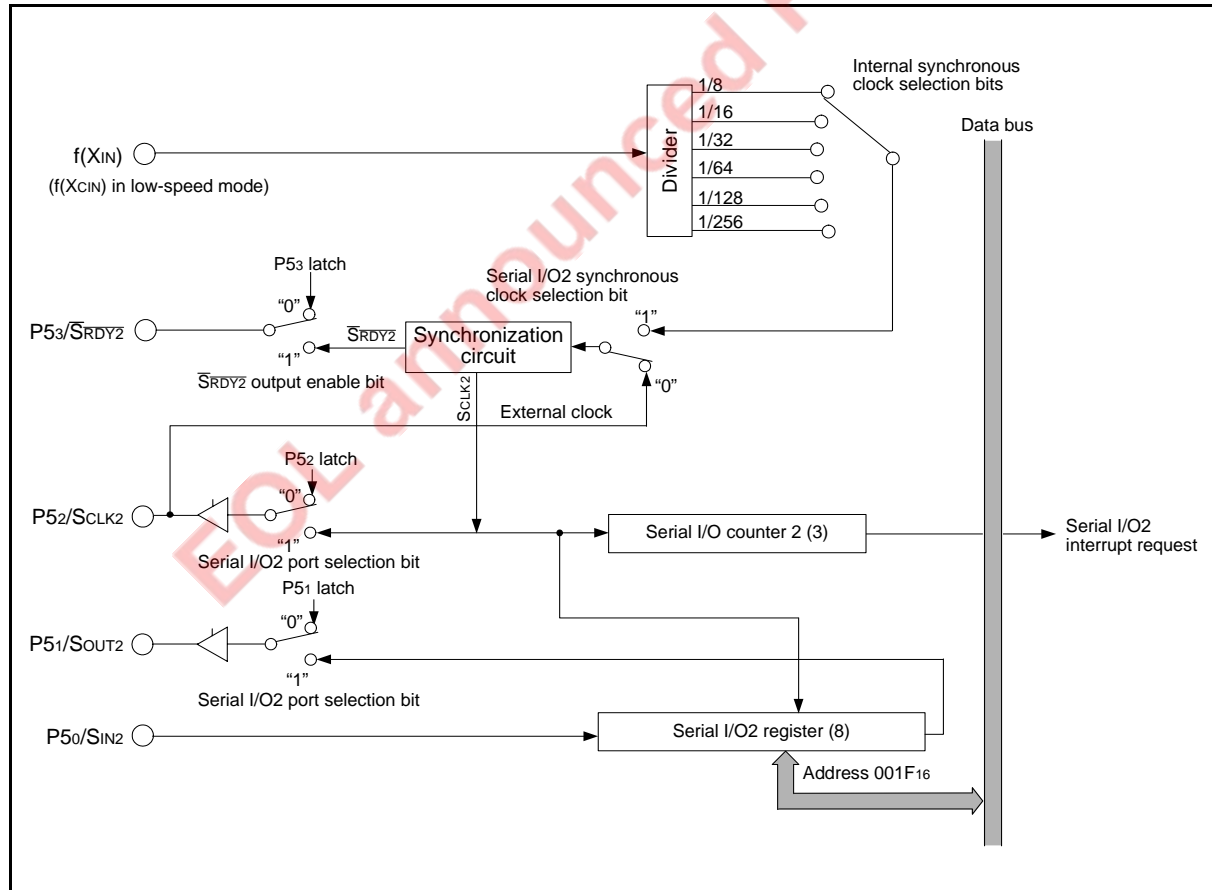 EOL announced
Internal synchronous
clock selection bits
Data bus
1/8
1/16
1/32
1/64
1/128
1/256
Divider
f(XIN)
(f(XCIN) in low-speed mode)
P53 latch
Serial I/O2 synchronous
clock selection bit
"0"
"1"
P53/SRDY2
SRDY2
Synchronization
circuit
"1"
SRDY2 output enable bit
"0"
SCLK2
External clock
P52 latch
"0"
P52/SCLK2
"1"
Serial I/O2 port selection bit
Serial I/O counter 2 (3)
Serial I/O2
interrupt request
P51 latch
"0"
P51/SOUT2
"1"
Serial I/O2 port selection bit
P50/SIN2
Serial I/O2 register (8)
Address 001F16